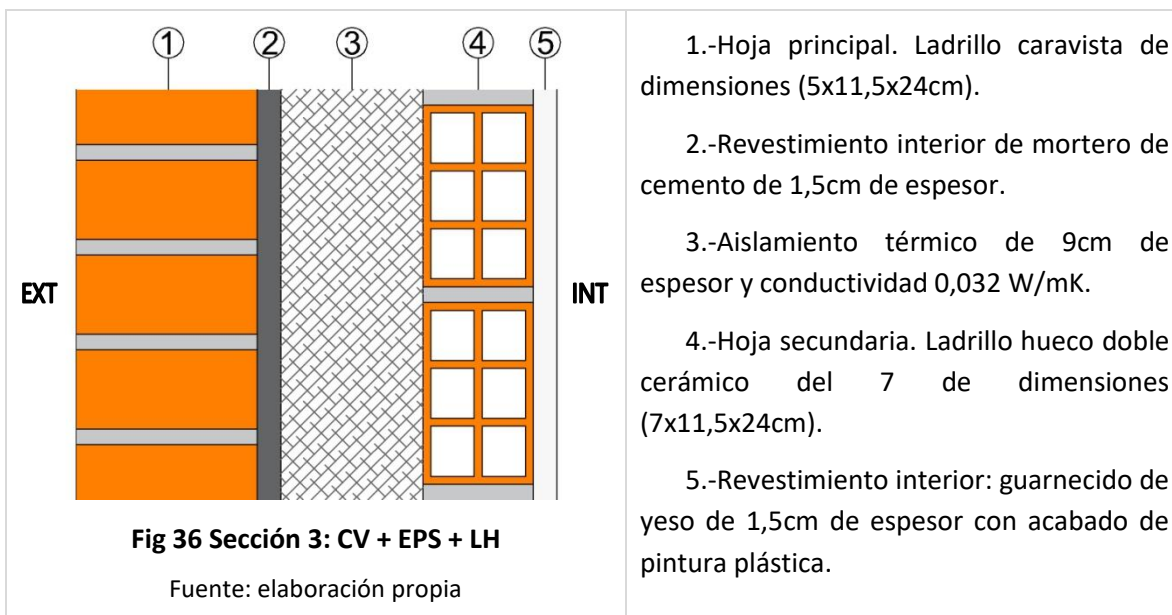 ① ② ③ ④ ⑤
EXT
INT
Fig 36 Sección 3: CV + EPS + LH
Fuente: elaboración propia
1.-Hoja principal. Ladrillo caravista de
dimensiones (5x11,5x24cm).
2.-Revestimiento interior de mortero de
cemento de 1,5cm de espesor.
3.-Aislamiento térmico de 9cm de
espesor y conductividad 0,032 W/mK.
4.-Hoja secundaria. Ladrillo hueco doble
cerámico del 7 de dimensiones
(7x11,5x24cm).
5.-Revestimiento interior: guarnecido de
yeso de 1,5cm de espesor con acabado de
pintura plástica.